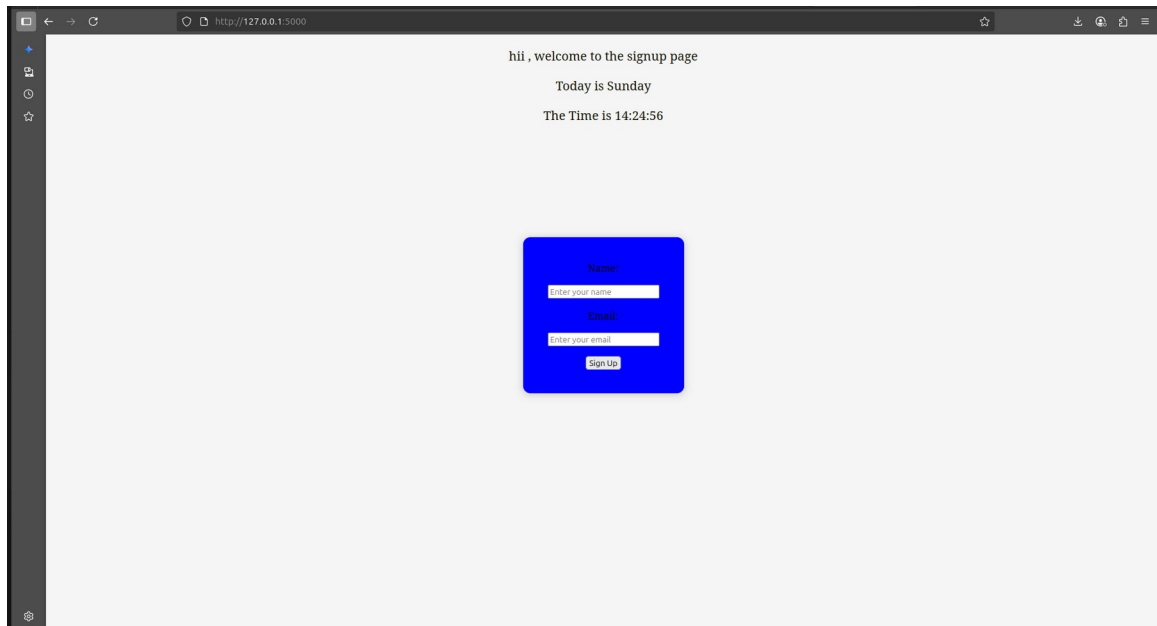 http://127.0.0.1:5000
hii , welcome to the signup page
Today is Sunday
The Time is 14:24:56
Name:
Enter your name
Email:
Enter your email
Sign Up